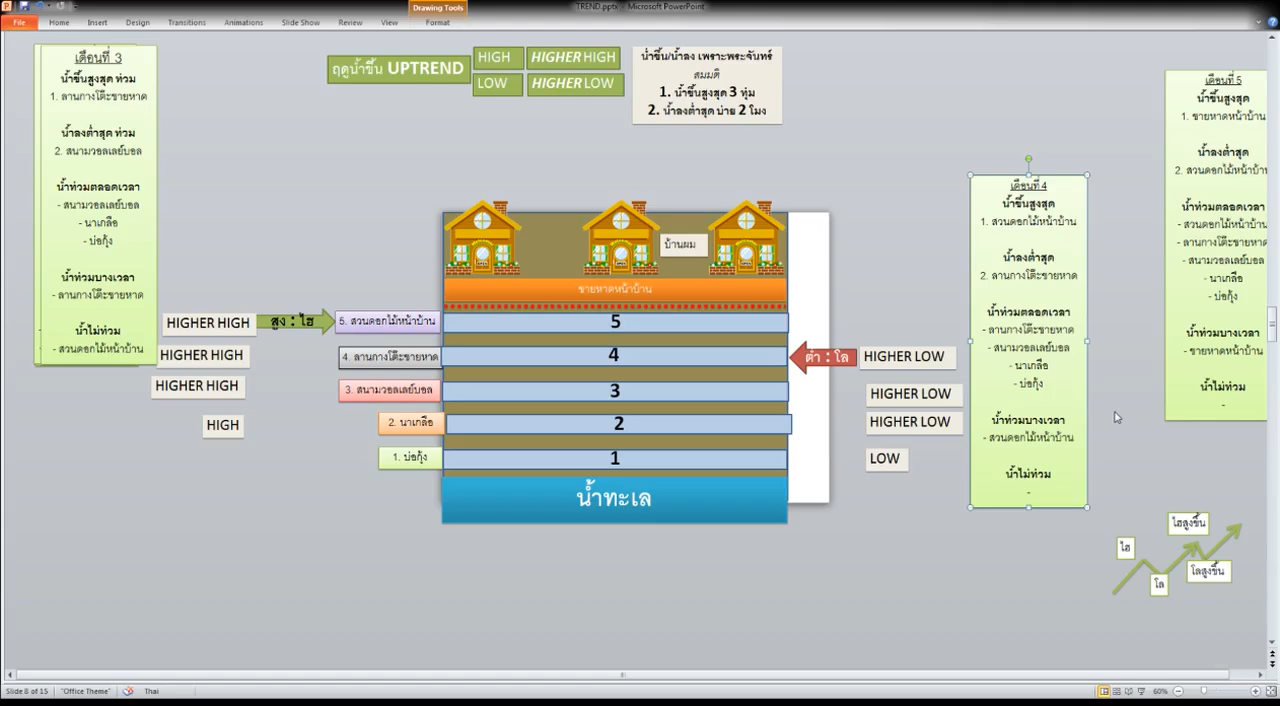 Drawing Tools
TREND.pptx - Microsoft PowerPoint
File Home Insert Design Transitions Animations Slide Show Review View Format
เดือนที่ 3
น้ำขึ้นสูงสุด ท่วม
1. ลานกางโต๊ะชายหาด
น้ำลงต่ำสุด ท่วม
2. สนามวอลเลย์บอล
น้ำท่วมตลอดเวลา
- สนามวอลเลย์บอล
- นาเกลือ
- บ่อกุ้ง
น้ำท่วมบางเวลา
- ลานกางโต๊ะชายหาด
น้ำไม่ท่วม
- สวนดอกไม้หน้าบ้าน
ฤดูน้ำขึ้น UPTREND
HIGH HIGHER HIGH
LOW HIGHER LOW
น้ำขึ้น/น้ำลง เพราะพระจันทร์
สมมติ
1. น้ำขึ้นสูงสุด 3 ทุ่ม
2. น้ำลงต่ำสุด บ่าย 2 โมง
บ้านผม
ชายหาดหน้าบ้าน
HIGHER HIGH สูง : ไฮ 5. สวนดอกไม้หน้าบ้าน 5
HIGHER HIGH 4. ลานกางโต๊ะชายหาด 4 ต่ำ : โล HIGHER LOW
HIGHER HIGH 3. สนามวอลเลย์บอล 3 HIGHER LOW
HIGH 2. นาเกลือ 2 HIGHER LOW
1. บ่อกุ้ง 1 LOW
น้ำทะเล
เดือนที่ 4
น้ำขึ้นสูงสุด
1. สวนดอกไม้หน้าบ้าน
น้ำลงต่ำสุด
2. ลานกางโต๊ะชายหาด
น้ำท่วมตลอดเวลา
- ลานกางโต๊ะชายหาด
- สนามวอลเลย์บอล
- นาเกลือ
- บ่อกุ้ง
น้ำท่วมบางเวลา
- สวนดอกไม้หน้าบ้าน
น้ำไม่ท่วม
-
เดือนที่ 5
น้ำขึ้นสูงสุด
1. ชายหาดหน้าบ้าน
น้ำลงต่ำสุด
2. สวนดอกไม้หน้าบ้าน
น้ำท่วมตลอดเวลา
- สวนดอกไม้หน้าบ้าน
- ลานกางโต๊ะชายหาด
- สนามวอลเลย์บอล
- นาเกลือ
- บ่อกุ้ง
น้ำท่วมบางเวลา
- ชายหาดหน้าบ้าน
น้ำไม่ท่วม
-
ไฮสูงขึ้น
ไฮ
โลสูงขึ้น
โล
Slide 8 of 15 "Office Theme" Thai 60%